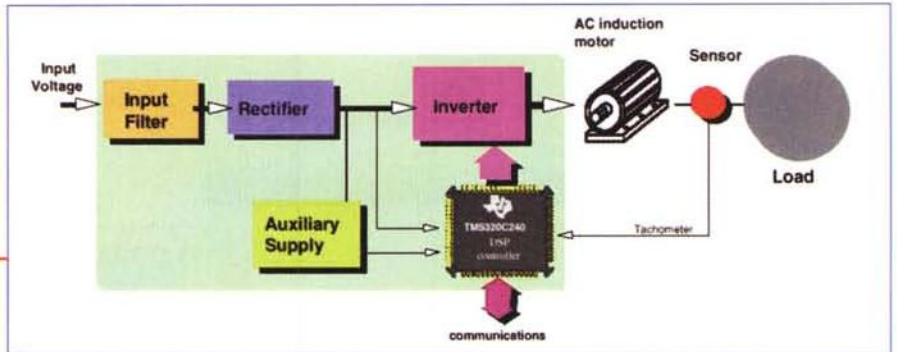 Input
Voltage
Input
Filter
Rectifier
Inverter
AC induction
motor
Sensor
Load
Auxiliary
Supply
TMS320C240
DSP
controller
Tachometer
communications